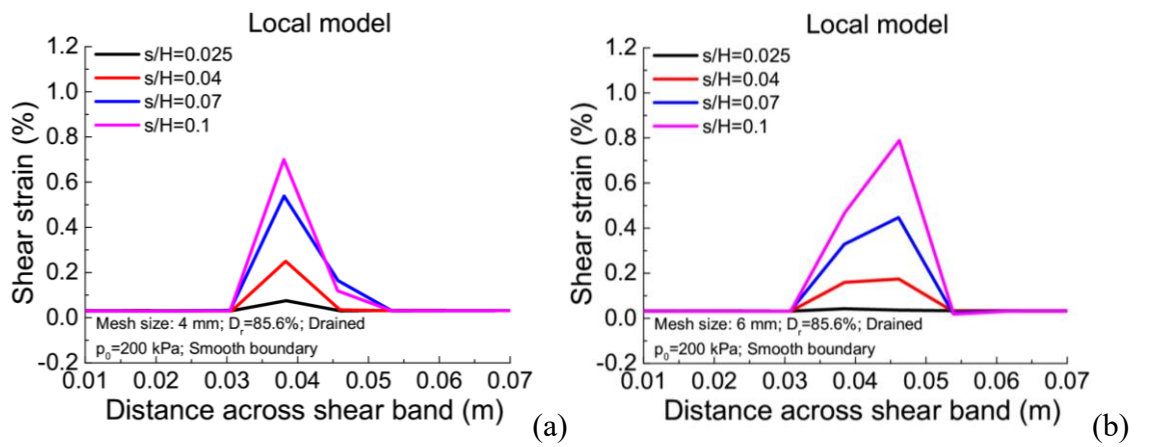 Local model
1.2
1.0
0.8
0.6
0.4
0.2
0.0
-0.2
Shear strain (%)
s/H=0.025
s/H=0.04
s/H=0.07
s/H=0.1
Mesh size: 4 mm; Dr=85.6%; Drained
p0=200 kPa; Smooth boundary
0.01 0.02 0.03 0.04 0.05 0.06 0.07
Distance across shear band (m)
(a)
Local model
1.2
1.0
0.8
0.6
0.4
0.2
0.0
-0.2
Shear strain (%)
s/H=0.025
s/H=0.04
s/H=0.07
s/H=0.1
Mesh size: 6 mm; Dr=85.6%; Drained
p0=200 kPa; Smooth boundary
0.01 0.02 0.03 0.04 0.05 0.06 0.07
Distance across shear band (m)
(b)